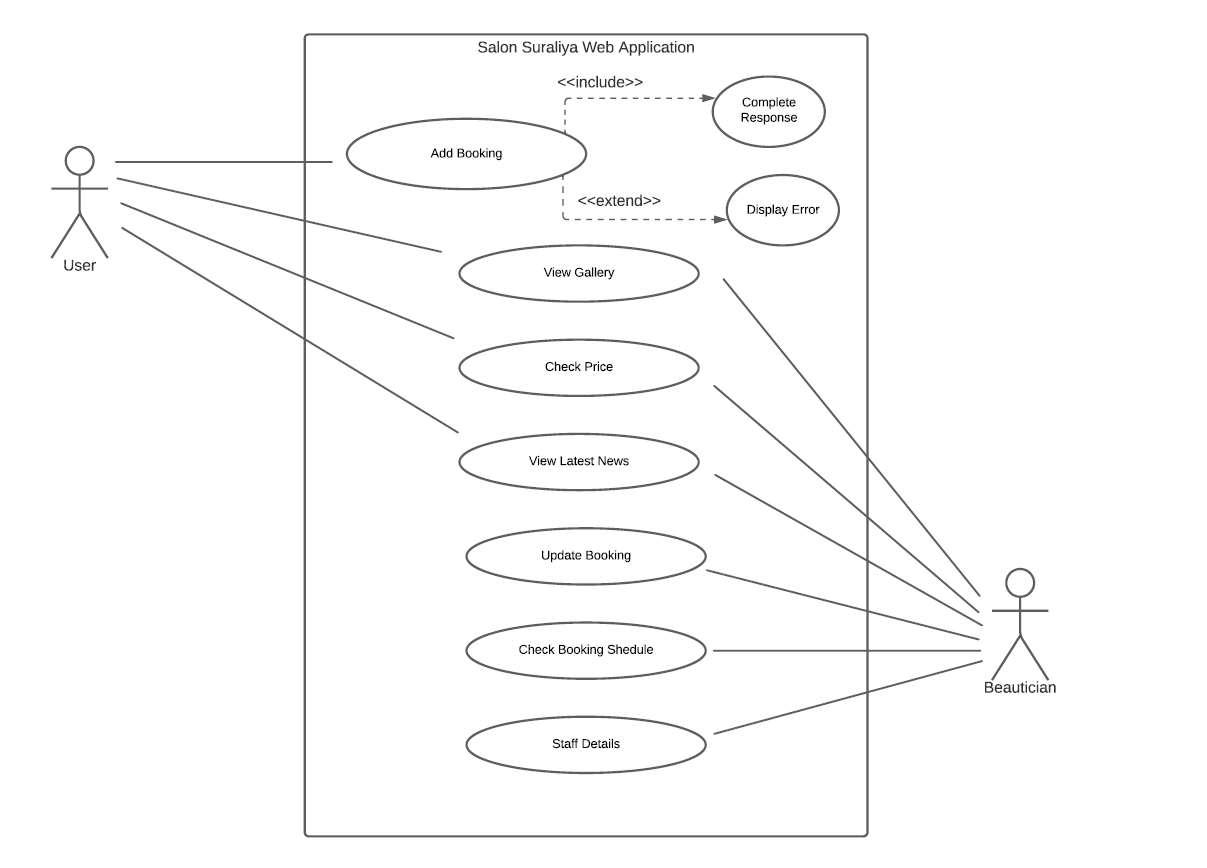 Salon Suraliya Web Application
<<include>>
Complete
Response
Add Booking
<<extend>>
Display Error
User
View Gallery
Check Price
View Latest News
Update Booking
Check Booking Shedule
Beautician
Staff Details